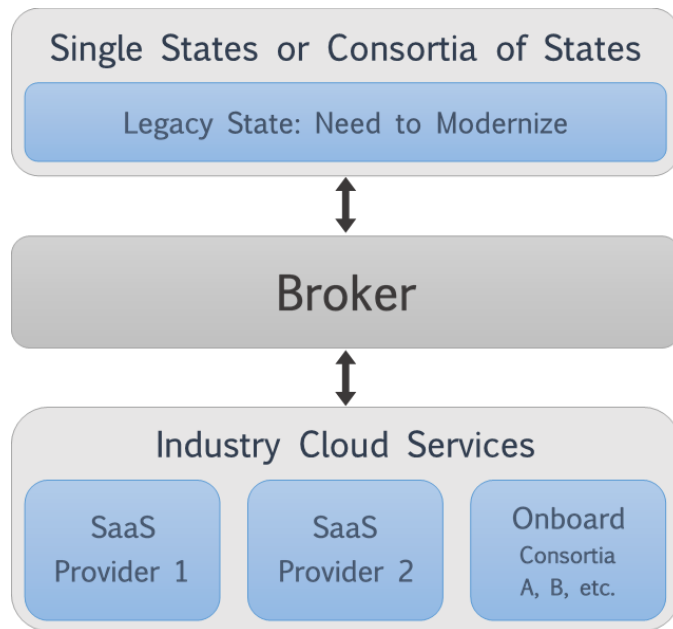 Single States or Consortia of States
Legacy State: Need to Modernize
Broker
Industry Cloud Services
SaaS
Provider 1
SaaS
Provider 2
Onboard
Consortia
A, B, etc.